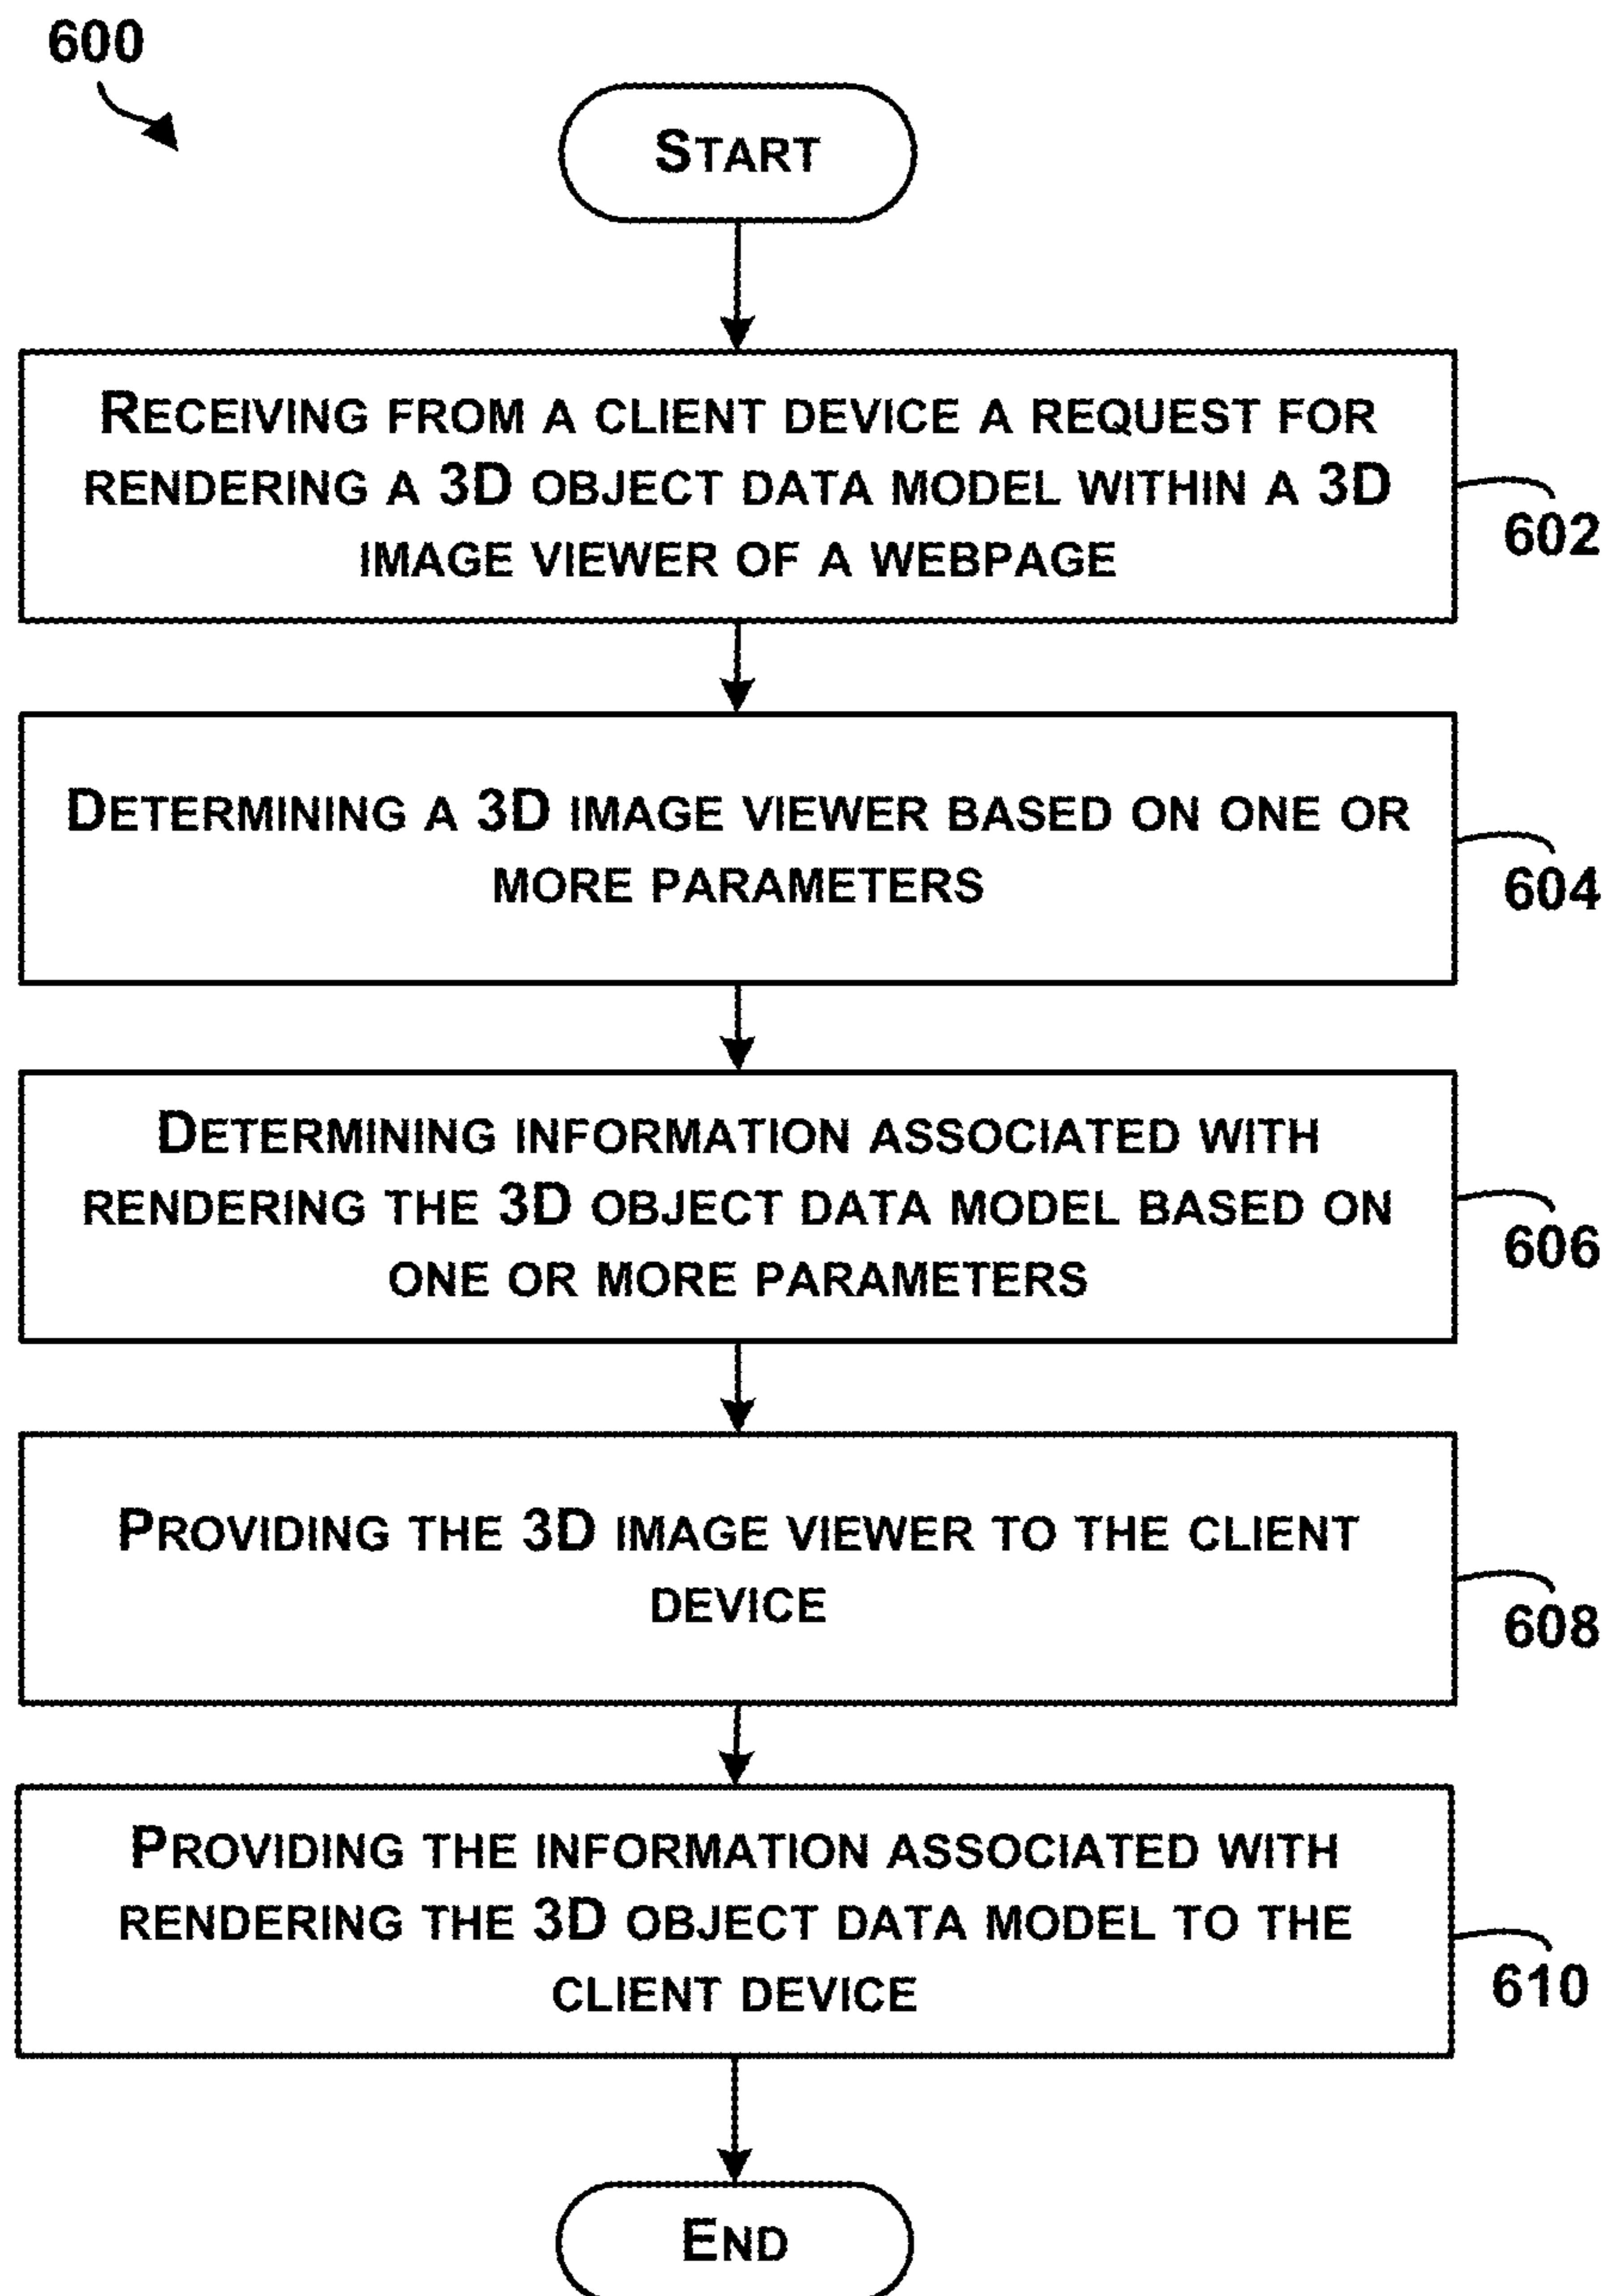 600
START
RECEIVING FROM A CLIENT DEVICE A REQUEST FOR
RENDERING A 3D OBJECT DATA MODEL WITHIN A 3D
IMAGE VIEWER OF A WEBPAGE
602
DETERMINING A 3D IMAGE VIEWER BASED ON ONE OR
MORE PARAMETERS
604
DETERMINING INFORMATION ASSOCIATED WITH
RENDERING THE 3D OBJECT DATA MODEL BASED ON
ONE OR MORE PARAMETERS
606
PROVIDING THE 3D IMAGE VIEWER TO THE CLIENT
DEVICE
608
PROVIDING THE INFORMATION ASSOCIATED WITH
RENDERING THE 3D OBJECT DATA MODEL TO THE
CLIENT DEVICE
610
END